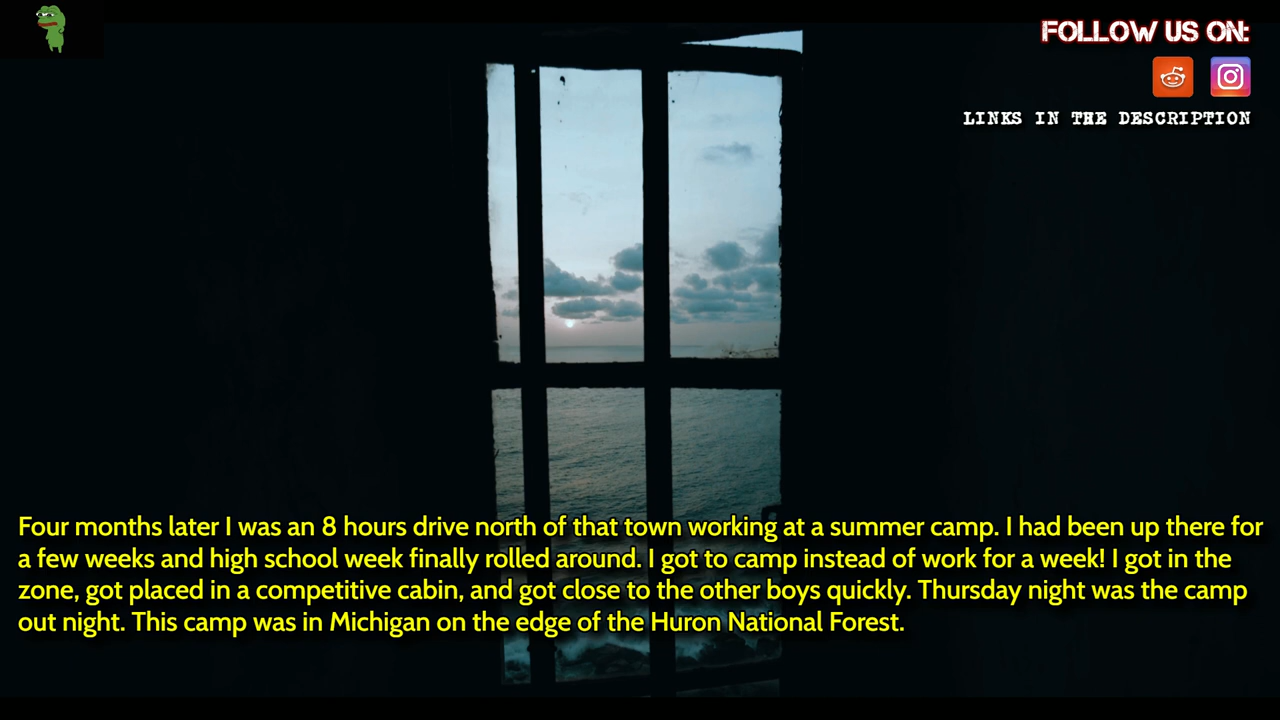 FOLLOW US ON:
LINKS IN THE DESCRIPTION
Four months later I was an 8 hours drive north of that town working at a summer camp. I had been up there for
a few weeks and high school week finally rolled around. I got to camp instead of work for a week! I got in the
zone, got placed in a competitive cabin, and got close to the other boys quickly. Thursday night was the camp
out night. This camp was in Michigan on the edge of the Huron National Forest.